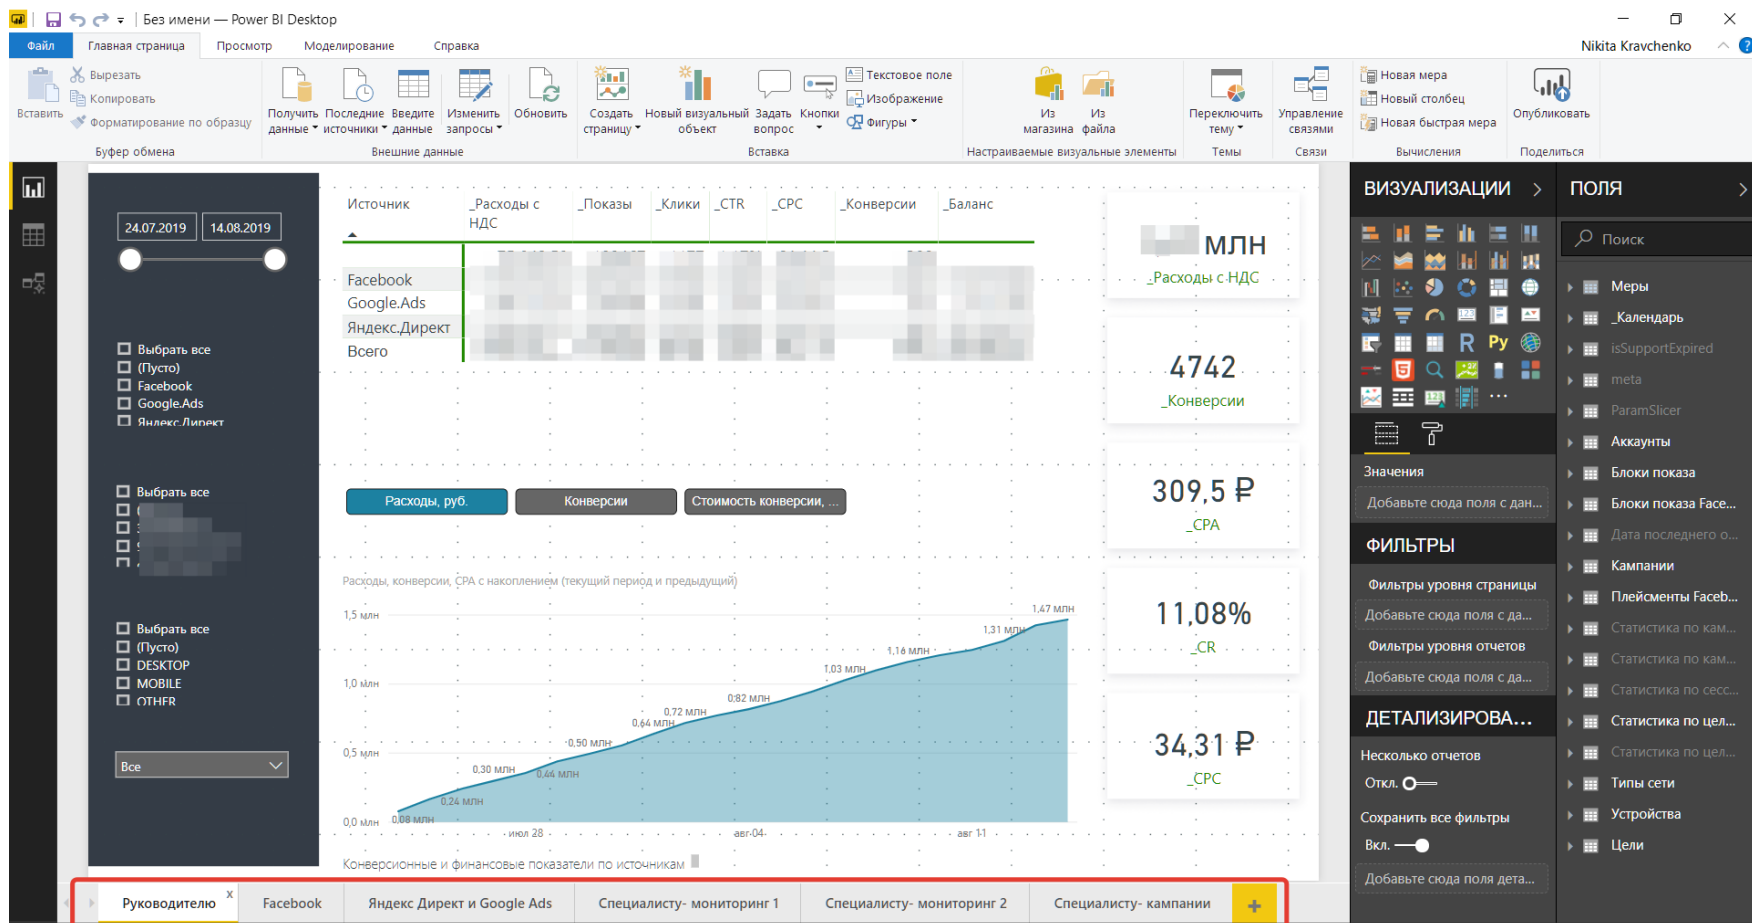 Без имени — Power BI Desktop
Файл Главная страница Просмотр Моделирование Справка Nikita Kravchenko
Вставить
Вырезать
Копировать
Форматирование по образцу
Буфер обмена
Получить данные
Последние источники
Введите данные
Изменить запросы
Внешние данные
Обновить
Создать страницу
Новый визуальный объект
Задать вопрос
Кнопки
Текстовое поле
Изображение
Фигуры
Вставка
Из магазина
Из файла
Настраиваемые визуальные элементы
Переключить тему
Темы
Управление связями
Связи
Новая мера
Новый столбец
Новая быстрая мера
Вычисления
Опубликовать
Поделиться
24.07.2019 14.08.2019
Выбрать все
(Пусто)
Facebook
Google.Ads
Яндекс.Директ
Выбрать все
Выбрать все
(Пусто)
DESKTOP
MOBILE
OTHER
Все
Источник _Расходы с НДС _Показы _Клики _CTR _CPC _Конверсии _Баланс
Facebook
Google.Ads
Яндекс.Директ
Всего
Расходы, руб. Конверсии Стоимость конверсии, ...
Расходы, конверсии, CPA с накоплением (текущий период и предыдущий)
1,5 млн
1,0 млн
0,5 млн
0,0 млн
0,08 млн
0,24 млн
0,30 млн
0,44 млн
0,50 млн
0,64 млн
0,72 млн
0,82 млн
1,03 млн
1,16 млн
1,31 млн
1,47 млн
июл 28 авг 04 авг 11
Конверсионные и финансовые показатели по источникам
млн
_Расходы с НДС
4742
_Конверсии
309,5 ₽
_CPA
11,08%
_CR
34,31 ₽
_CPC
ВИЗУАЛИЗАЦИИ
R Py
Значения
Добавьте сюда поля с дан...
ФИЛЬТРЫ
Фильтры уровня страницы
Добавьте сюда поля с да...
Фильтры уровня отчетов
Добавьте сюда поля с да...
ДЕТАЛИЗИРОВА...
Несколько отчетов
Откл.
Сохранить все фильтры
Вкл.
Добавьте сюда поля дета...
ПОЛЯ
Поиск
Меры
_Календарь
isSupportExpired
meta
ParamSlicer
Аккаунты
Блоки показа
Блоки показа Face...
Дата последнего о...
Кампании
Плейсменты Faceb...
Статистика по кам...
Статистика по кам...
Статистика по сесс...
Статистика по цел...
Статистика по цел...
Типы сети
Устройства
Цели
Руководителю x Facebook Яндекс Директ и Google Ads Специалисту- мониторинг 1 Специалисту- мониторинг 2 Специалисту- кампании +